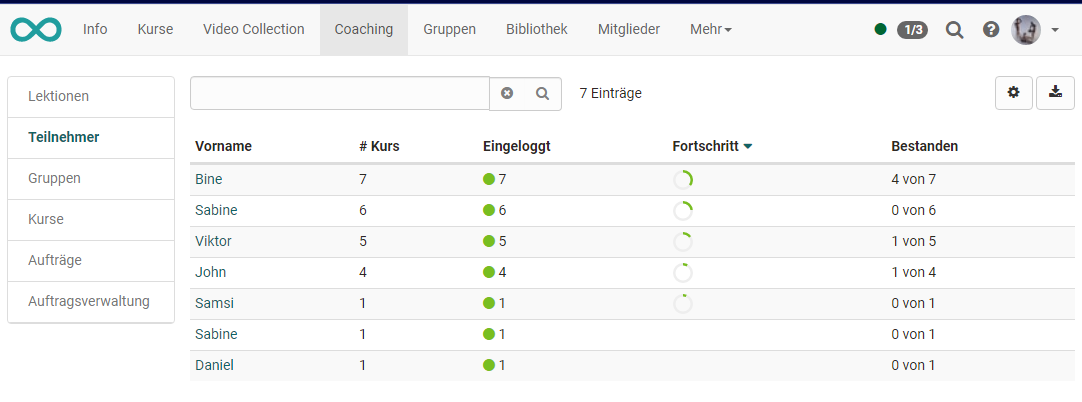 Info Kurse Video Collection Coaching Gruppen Bibliothek Mitglieder Mehr 1/3
Lektionen
Teilnehmer
Gruppen
Kurse
Aufträge
Auftragsverwaltung
7 Einträge
Vorname # Kurs Eingeloggt Fortschritt Bestanden
Bine 7 7 4 von 7
Sabine 6 6 0 von 6
Viktor 5 5 1 von 5
John 4 4 1 von 4
Samsi 1 1 0 von 1
Sabine 1 1 0 von 1
Daniel 1 1 0 von 1